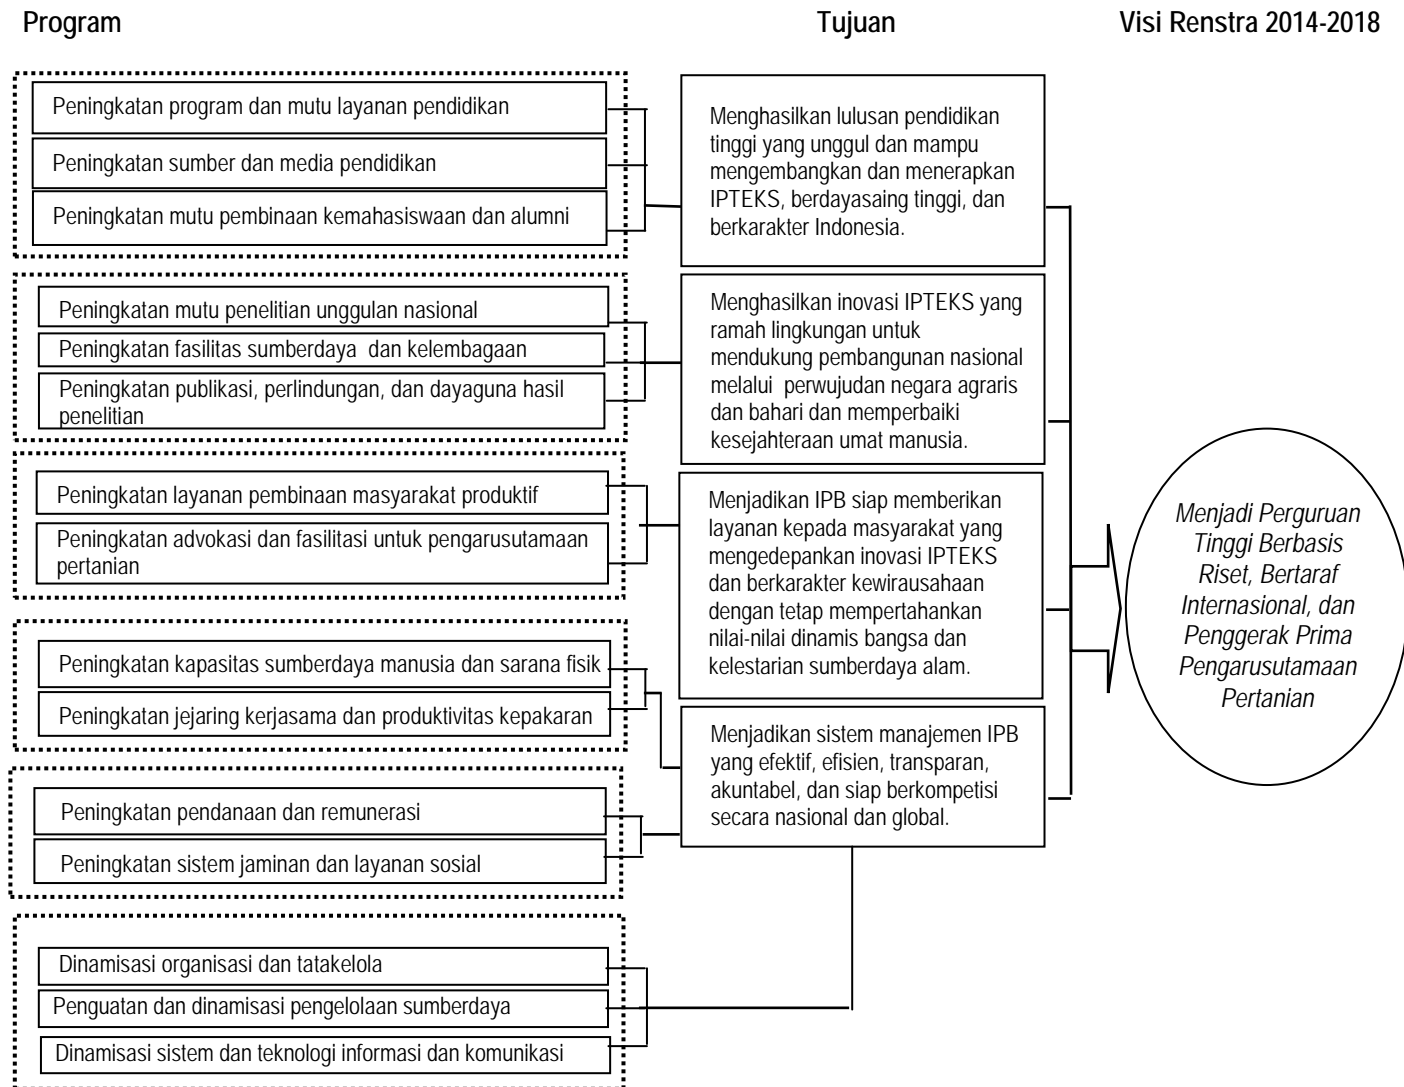 Program
Tujuan
Visi Renstra 2014-2018
Peningkatan program dan mutu layanan pendidikan
Peningkatan sumber dan media pendidikan
Peningkatan mutu pembinaan kemahasiswaan dan alumni
Peningkatan mutu penelitian unggulan nasional
Peningkatan fasilitas sumberdaya dan kelembagaan
Peningkatan publikasi, perlindungan, dan dayaguna hasil
penelitian
Peningkatan layanan pembinaan masyarakat produktif
Peningkatan advokasi dan fasilitasi untuk pengarusutamaan
pertanian
Peningkatan kapasitas sumberdaya manusia dan sarana fisik
Peningkatan jejaring kerjasama dan produktivitas kepakaran
Peningkatan pendanaan dan remunerasi
Peningkatan sistem jaminan dan layanan sosial
Dinamisasi organisasi dan tatakelola
Penguatan dan dinamisasi pengelolaan sumberdaya
Dinamisasi sistem dan teknologi informasi dan komunikasi
Menghasilkan lulusan pendidikan
tinggi yang unggul dan mampu
mengembangkan dan menerapkan
IPTEKS, berdayasaing tinggi, dan
berkarakter Indonesia.
Menghasilkan inovasi IPTEKS yang
ramah lingkungan untuk
mendukung pembangunan nasional
melalui perwujudan negara agraris
dan bahari dan memperbaiki
kesejahteraan umat manusia.
Menjadikan IPB siap memberikan
layanan kepada masyarakat yang
mengedepankan inovasi IPTEKS
dan berkarakter kewirausahaan
dengan tetap mempertahankan
nilai-nilai dinamis bangsa dan
kelestarian sumberdaya alam.
Menjadikan sistem manajemen IPB
yang efektif, efisien, transparan,
akuntabel, dan siap berkompetisi
secara nasional dan global.
Menjadi Perguruan
Tinggi Berbasis
Riset, Bertaraf
Internasional, dan
Penggerak Prima
Pengarusutamaan
Pertanian